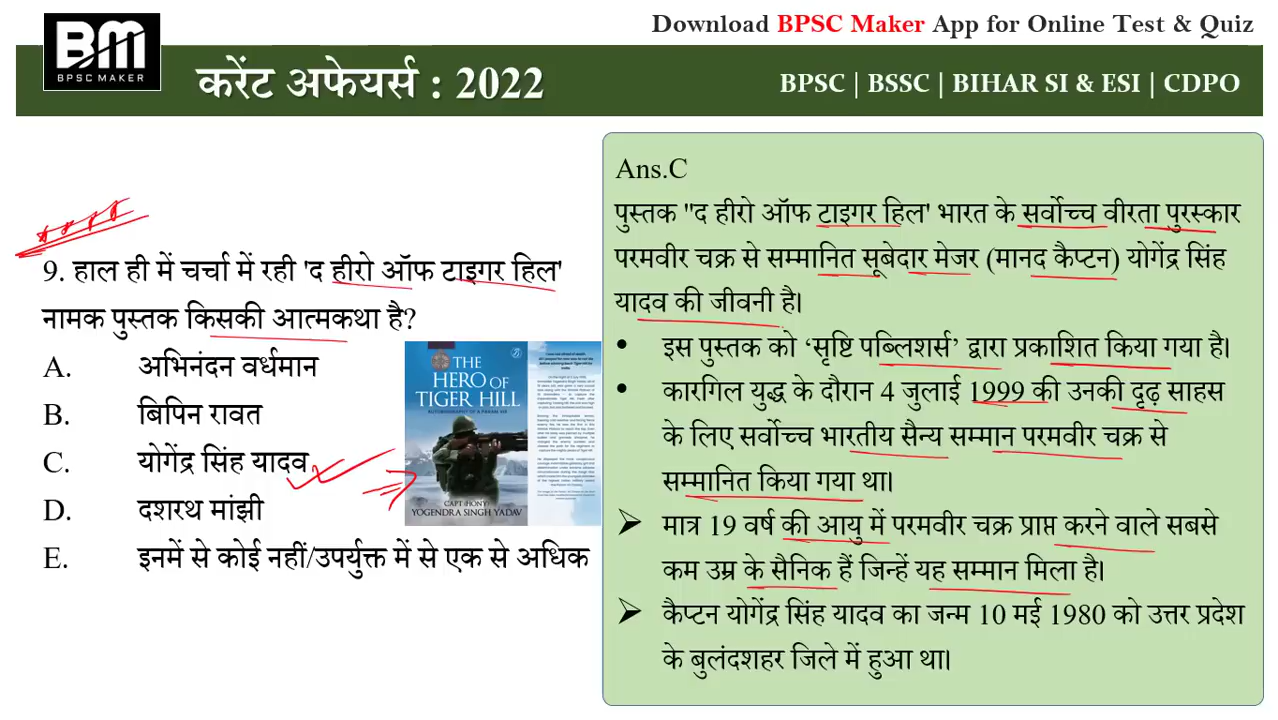 Download BPSC Maker App for Online Test & Quiz
BM
BPSC MAKER
करेंट अफेयर्स : 2022
BPSC | BSSC | BIHAR SI & ESI | CDPO
9. हाल ही में चर्चा में रही 'द हीरो ऑफ टाइगर हिल'
नामक पुस्तक किसकी आत्मकथा है?
A. अभिनंदन वर्धमान
B. बिपिन रावत
C. योगेंद्र सिंह यादव
D. दशरथ मांझी
E. इनमें से कोई नहीं/उपर्युक्त में से एक से अधिक
THE
HERO OF
TIGER HILL
AUTOBIOGRAPHY OF A PARAM VIR
CAPT (HONY)
YOGENDRA SINGH YADAV
Ans.C
पुस्तक "द हीरो ऑफ टाइगर हिल' भारत के सर्वोच्च वीरता पुरस्कार
परमवीर चक्र से सम्मानित सूबेदार मेजर (मानद कैप्टन) योगेंद्र सिंह
यादव की जीवनी है।
• इस पुस्तक को ‘सृष्टि पब्लिशर्स’ द्वारा प्रकाशित किया गया है।
• कारगिल युद्ध के दौरान 4 जुलाई 1999 की उनकी दृढ़ साहस
के लिए सर्वोच्च भारतीय सैन्य सम्मान परमवीर चक्र से
सम्मानित किया गया था।
➢ मात्र 19 वर्ष की आयु में परमवीर चक्र प्राप्त करने वाले सबसे
कम उम्र के सैनिक हैं जिन्हें यह सम्मान मिला है।
➢ कैप्टन योगेंद्र सिंह यादव का जन्म 10 मई 1980 को उत्तर प्रदेश
के बुलंदशहर जिले में हुआ था।